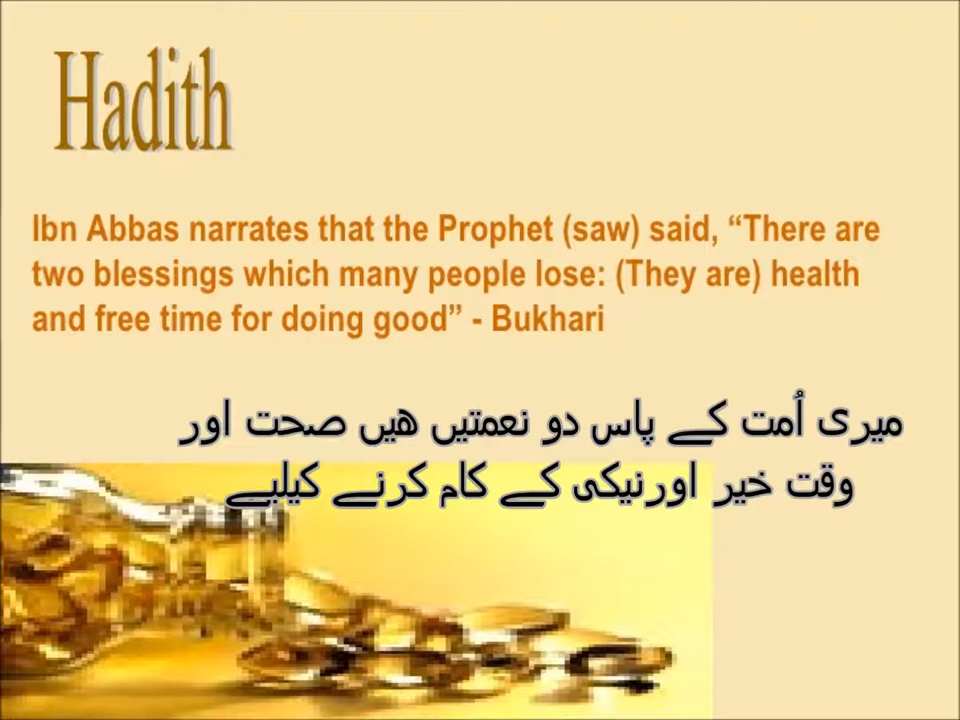 Hadith
Ibn Abbas narrates that the Prophet (saw) said, “There are
two blessings which many people lose: (They are) health
and free time for doing good” - Bukhari
میری اُمت کے پاس دو نعمتیں ھیں صحت اور
وقت خیر اورنیکی کے کام کرنے کیلیے